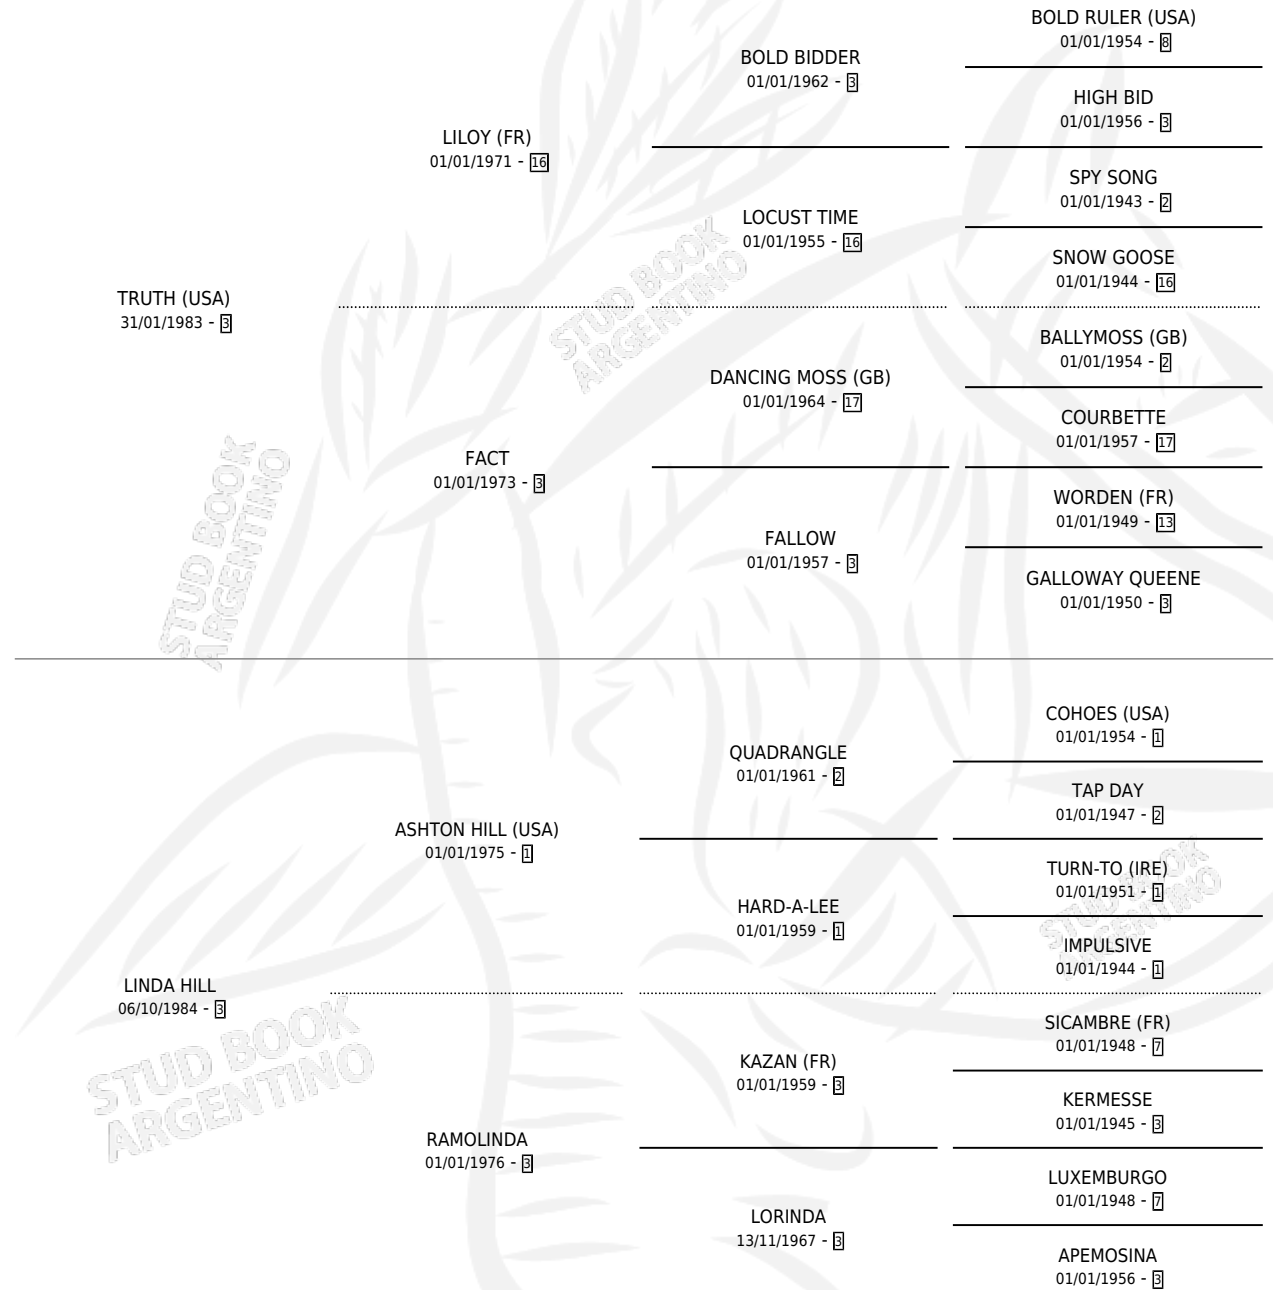 BOLD RULER (USA)
01/01/1954 - 8
BOLD BIDDER
01/01/1962 - 3
HIGH BID
01/01/1956 - 3
LILOY (FR)
01/01/1971 - 16
SPY SONG
01/01/1943 - 2
LOCUST TIME
01/01/1955 - 16
SNOW GOOSE
01/01/1944 - 16
TRUTH (USA)
31/01/1983 - 3
BALLYMOSS (GB)
01/01/1954 - 2
DANCING MOSS (GB)
01/01/1964 - 17
COURBETTE
01/01/1957 - 17
FACT
01/01/1973 - 3
WORDEN (FR)
01/01/1949 - 13
FALLOW
01/01/1957 - 3
GALLOWAY QUEENE
01/01/1950 - 3
COHOES (USA)
01/01/1954 - 1
QUADRANGLE
01/01/1961 - 2
TAP DAY
01/01/1947 - 2
ASHTON HILL (USA)
01/01/1975 - 1
TURN-TO (IRE)
01/01/1951 - 1
HARD-A-LEE
01/01/1959 - 1
IMPULSIVE
01/01/1944 - 1
LINDA HILL
06/10/1984 - 3
SICAMBRE (FR)
01/01/1948 - 7
KAZAN (FR)
01/01/1959 - 3
KERMESSE
01/01/1945 - 3
RAMOLINDA
01/01/1976 - 3
LUXEMBURGO
01/01/1948 - 7
LORINDA
13/11/1967 - 3
APEMOSINA
01/01/1956 - 3
STUD BOOK
ARGENTINO
STUD BOOK
ARGENTINO
STUD BOOK
ARGENTINO
STUD BOOK
ARGENTINO